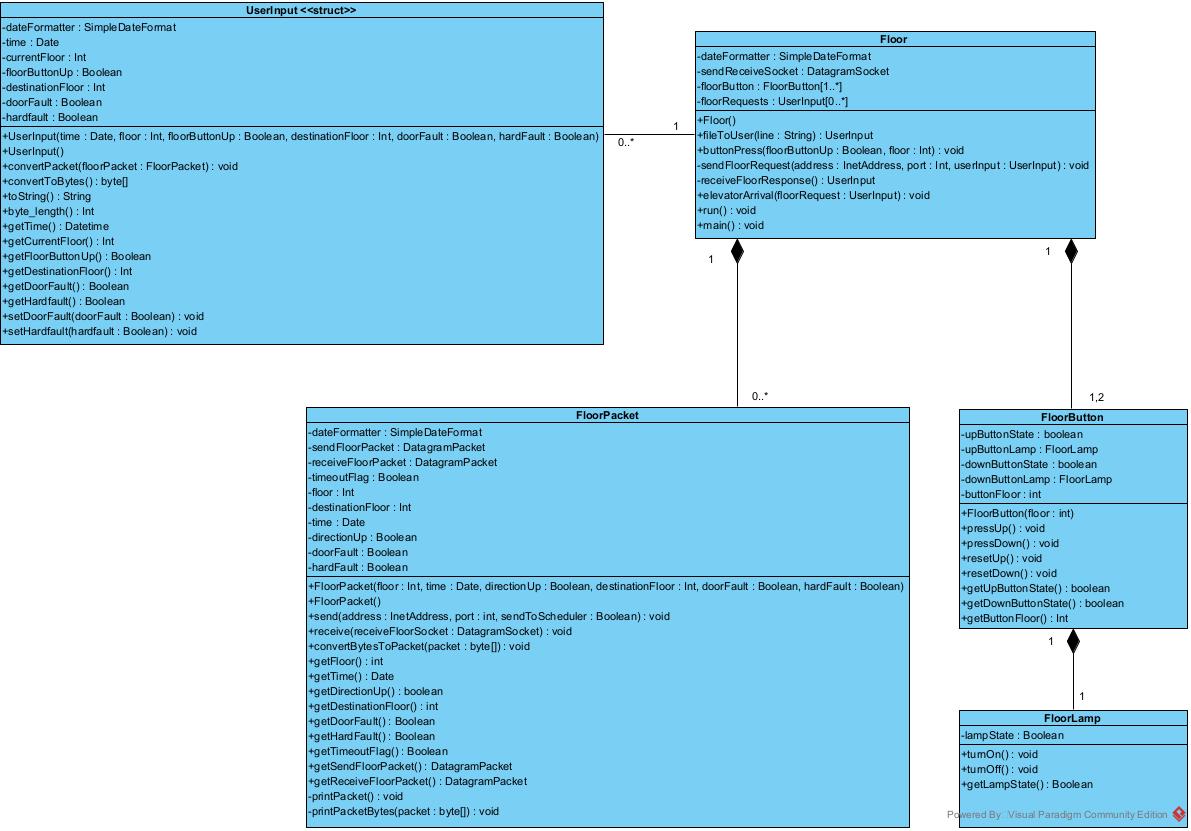 UserInput <<struct>>
-dateFormatter : SimpleDateFormat
-time : Date
-currentFloor : Int
-floorButtonUp : Boolean
-destinationFloor : Int
-doorFault : Boolean
-hardfault : Boolean
+UserInput(time : Date, floor : Int, floorButtonUp : Boolean, destinationFloor : Int, doorFault : Boolean, hardFault : Boolean)
+UserInput()
+convertPacket(floorPacket : FloorPacket) : void
+convertToBytes() : byte[]
+toString() : String
+byte_length() : Int
+getTime() : Datetime
+getCurrentFloor() : Int
+getFloorButtonUp() : Boolean
+getDestinationFloor() : Int
+getDoorFault() : Boolean
+getHardfault() : Boolean
+setDoorFault(doorFault : Boolean) : void
+setHardfault(hardfault : Boolean) : void
1
0..*
Floor
-dateFormatter : SimpleDateFormat
-sendReceiveSocket : DatagramSocket
-floorButton : FloorButton[1..*]
-floorRequests : UserInput[0..*]
+Floor()
+fileToUser(line : String) : UserInput
+buttonPress(floorButtonUp : Boolean, floor : Int) : void
-sendFloorRequest(address : InetAddress, port : Int, userInput : UserInput) : void
-receiveFloorResponse() : UserInput
+elevatorArrival(floorRequest : UserInput) : void
+run() : void
+main() : void
1
1
0..*
1,2
FloorPacket
-dateFormatter : SimpleDateFormat
-sendFloorPacket : DatagramPacket
-receiveFloorPacket : DatagramPacket
-timeoutFlag : Boolean
-floor : Int
-destinationFloor : Int
-time : Date
-directionUp : Boolean
-doorFault : Boolean
-hardFault : Boolean
+FloorPacket(floor : Int, time : Date, directionUp : Boolean, destinationFloor : Int, doorFault : Boolean, hardFault : Boolean)
+FloorPacket()
+send(address : InetAddress, port : int, sendToScheduler : Boolean) : void
+receive(receiveFloorSocket : DatagramSocket) : void
+convertBytesToPacket(packet : byte[]) : void
+getFloor() : int
+getTime() : Date
+getDirectionUp() : boolean
+getDestinationFloor() : int
+getDoorFault() : Boolean
+getHardFault() : Boolean
+getTimeoutFlag() : Boolean
+getSendFloorPacket() : DatagramPacket
+getReceiveFloorPacket() : DatagramPacket
-printPacket() : void
-printPacketBytes(packet : byte[]) : void
FloorButton
-upButtonState : boolean
-upButtonLamp : FloorLamp
-downButtonState : boolean
-downButtonLamp : FloorLamp
-buttonFloor : int
+FloorButton(floor : int)
+pressUp() : void
+pressDown() : void
+resetUp() : void
+resetDown() : void
+getUpButtonState() : boolean
+getDownButtonState() : boolean
+getButtonFloor() : Int
1
1
FloorLamp
-lampState : Boolean
+turnOn() : void
+turnOff() : void
+getLampState() : Boolean
Powered By: Visual Paradigm Community Edition